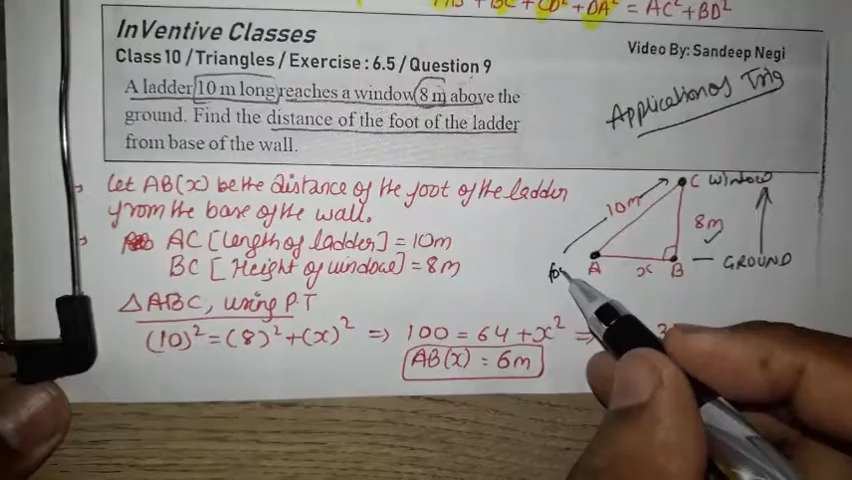 + CD² + DA² = AC² + BD²
InVentive Classes
Class 10 / Triangles / Exercise : 6.5 / Question 9
Video By: Sandeep Negi
A ladder 10 m long reaches a window 8 m above the
ground. Find the distance of the foot of the ladder
from base of the wall.
Application of Trig
Let AB(x) be the distance of the foot of the ladder
from the base of the wall.
AC [Length of ladder] = 10m
BC [Height of window] = 8m
△ABC, using P.T
(10)² = (8)² + (x)² ⇒ 100 = 64 + x² ⇒
AB(x) = 6m
C window
10m
8m
A
x
B
GROUND